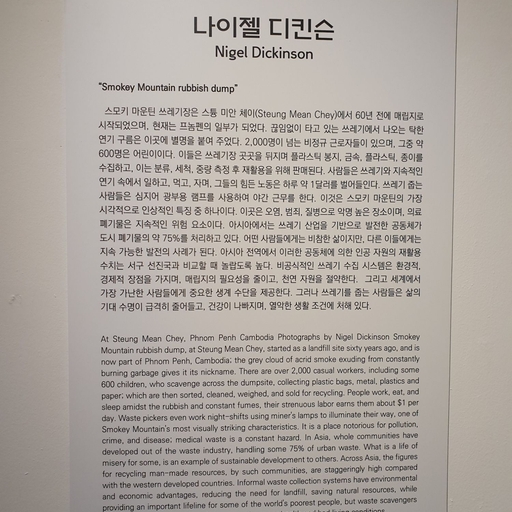 나이젤 디킨슨
Nigel Dickinson
"Smokey Mountain rubbish dump"
스모키 마운틴 쓰레기장은 스퉁 미안 체이(Steung Mean Chey)에서 60년 전에 매립지로
시작되었으며, 현재는 프놈펜의 일부가 되었다. 끊임없이 타고 있는 쓰레기에서 나오는 탁한
연기 구름은 이곳에 별명을 붙여 주었다. 2,000명이 넘는 비정규 근로자들이 있으며, 그중 약
600명은 어린이이다. 이들은 쓰레기장 곳곳을 뒤지며 플라스틱 봉지, 금속, 플라스틱, 종이를
수집하고, 이는 분류, 세척, 중량 측정 후 재활용을 위해 판매된다. 사람들은 쓰레기와 지속적인
연기 속에서 일하고, 먹고, 자며, 그들의 힘든 노동은 하루 약 1달러를 벌어들인다. 쓰레기 줍는
사람들은 심지어 광부용 램프를 사용하여 야간 근무를 한다. 이것은 스모키 마운틴의 가장
시각적으로 인상적인 특징 중 하나이다. 이곳은 오염, 범죄, 질병으로 악명 높은 장소이며, 의료
폐기물은 지속적인 위험 요소이다. 아시아에서는 쓰레기 산업을 기반으로 발전한 공동체가
도시 폐기물의 약 75%를 처리하고 있다. 어떤 사람들에게는 비참한 삶이지만, 다른 이들에게는
지속 가능한 발전의 사례가 된다. 아시아 전역에서 이러한 공동체에 의한 인공 자원의 재활용
수치는 서구 선진국과 비교할 때 놀랍도록 높다. 비공식적인 쓰레기 수집 시스템은 환경적,
경제적 장점을 가지며, 매립지의 필요성을 줄이고, 천연 자원을 절약한다. 그리고 세계에서
가장 가난한 사람들에게 중요한 생계 수단을 제공한다. 그러나 쓰레기를 줍는 사람들은 삶의
기대 수명이 급격히 줄어들고, 건강이 나빠지며, 열악한 생활 조건에 처해 있다.
At Steung Mean Chey, Phnom Penh Cambodia Photographs by Nigel Dickinson Smokey
Mountain rubbish dump, at Steung Mean Chey, started as a landfill site sixty years ago, and is
now part of Phnom Penh, Cambodia; the grey cloud of acrid smoke exuding from constantly
burning garbage gives it its nickname. There are over 2,000 casual workers, including some
600 children, who scavenge across the dumpsite, collecting plastic bags, metal, plastics and
paper; which are then sorted, cleaned, weighed, and sold for recycling. People work, eat, and
sleep amidst the rubbish and constant fumes, their strenuous labor earns them about $1 per
day. Waste pickers even work night-shifts using miner's lamps to illuminate their way, one of
Smokey Mountain's most visually striking characteristics. It is a place notorious for pollution,
crime, and disease; medical waste is a constant hazard. In Asia, whole communities have
developed out of the waste industry, handling some 75% of urban waste. What is a life of
misery for some, is an example of sustainable development to others. Across Asia, the figures
for recycling man-made resources, by such communities, are staggeringly high compared
with the western developed countries. Informal waste collection systems have environmental
and economic advantages, reducing the need for landfill, saving natural resources, while
providing an important lifeline for some of the world's poorest people, but waste scavengers
living conditions